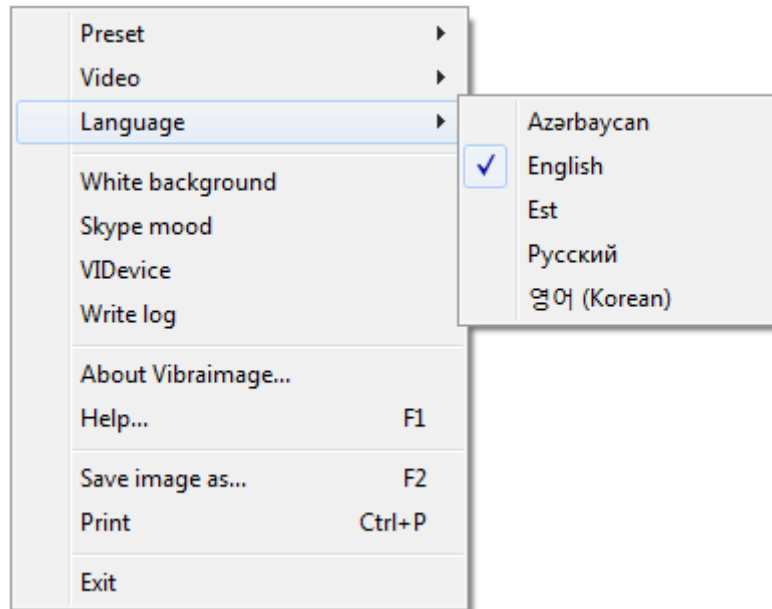 Preset
Video
Language
White background
Skype mood
VIDevice
Write log
About Vibraimage...
Help... F1
Save image as... F2
Print Ctrl+P
Exit
Azərbaycan
English
Est
Русский
영어 (Korean)